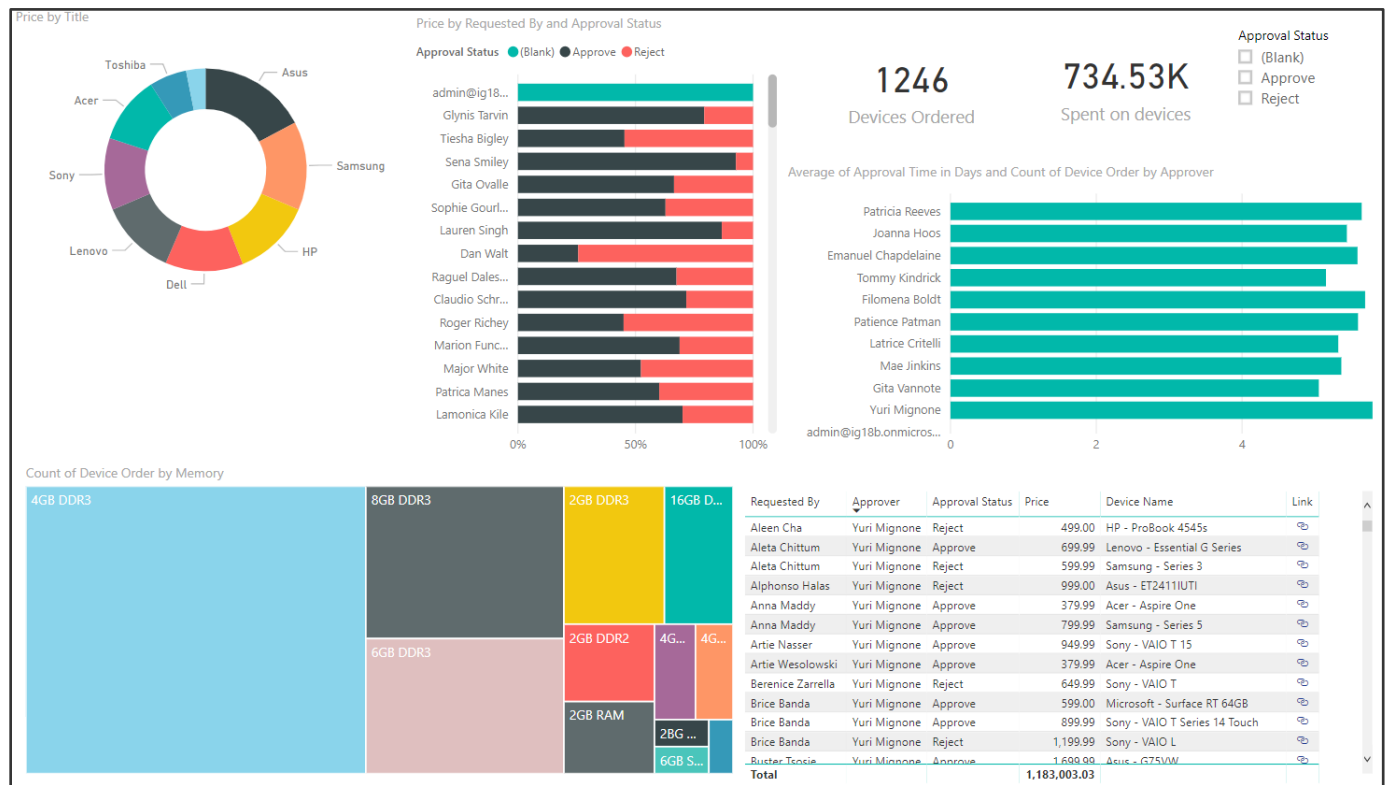 Price by Title
Toshiba
Asus
Acer
Samsung
Sony
Lenovo
HP
Dell
Price by Requested By and Approval Status
Approval Status (Blank) Approve Reject
admin@ig18...
Glynis Tarvin
Tiesha Bigley
Sena Smiley
Gita Ovalle
Sophie Gourl...
Lauren Singh
Dan Walt
Raguel Dales...
Claudio Schr...
Roger Richey
Marion Func...
Major White
Patrica Manes
Lamonica Kile
0% 50% 100%
1246
Devices Ordered
734.53K
Spent on devices
Approval Status
(Blank)
Approve
Reject
Average of Approval Time in Days and Count of Device Order by Approver
Patricia Reeves
Joanna Hoos
Emanuel Chapdelaine
Tommy Kindrick
Filomena Boldt
Patience Patman
Latrice Critelli
Mae Jinkins
Gita Vannote
Yuri Mignone
admin@ig18b.onmicros...
0 2 4
Count of Device Order by Memory
4GB DDR3
8GB DDR3
6GB DDR3
2GB DDR3
16GB D...
2GB DDR2
4G...
4G...
2GB RAM
2BG ...
6GB S...
Requested By Approver Approval Status Price Device Name Link
Aleen Cha Yuri Mignone Reject 499.00 HP - ProBook 4545s
Aleta Chittum Yuri Mignone Approve 699.99 Lenovo - Essential G Series
Aleta Chittum Yuri Mignone Reject 599.99 Samsung - Series 3
Alphonso Halas Yuri Mignone Reject 999.00 Asus - ET2411IUTI
Anna Maddy Yuri Mignone Approve 379.99 Acer - Aspire One
Anna Maddy Yuri Mignone Approve 799.99 Samsung - Series 5
Artie Nasser Yuri Mignone Approve 949.99 Sony - VAIO T 15
Artie Wesolowski Yuri Mignone Approve 379.99 Acer - Aspire One
Berenice Zarrella Yuri Mignone Reject 649.99 Sony - VAIO T
Brice Banda Yuri Mignone Approve 599.00 Microsoft - Surface RT 64GB
Brice Banda Yuri Mignone Approve 899.99 Sony - VAIO T Series 14 Touch
Brice Banda Yuri Mignone Reject 1,199.99 Sony - VAIO L
Buster Tsosie Yuri Mignone Approve 1,699.99 Asus - G75VW
Total 1,183,003.03